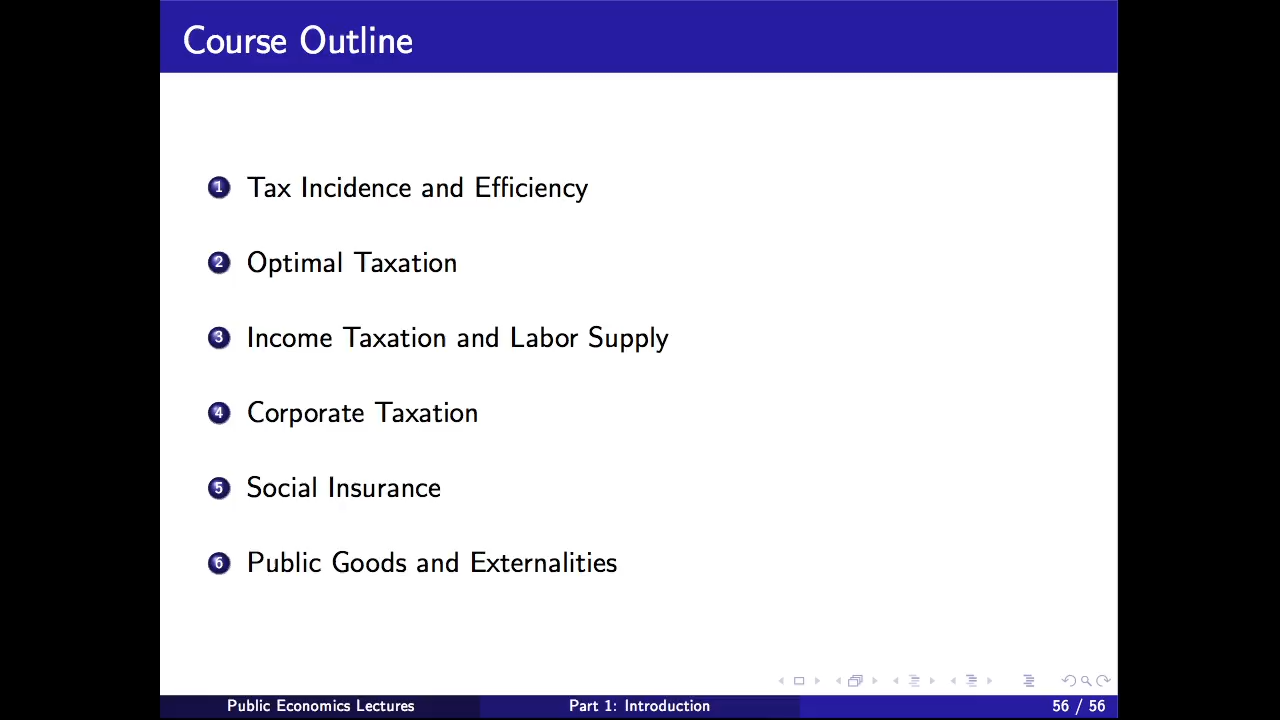 Course Outline
1 Tax Incidence and Efficiency
2 Optimal Taxation
3 Income Taxation and Labor Supply
4 Corporate Taxation
5 Social Insurance
6 Public Goods and Externalities
Public Economics Lectures Part 1: Introduction 56 / 56